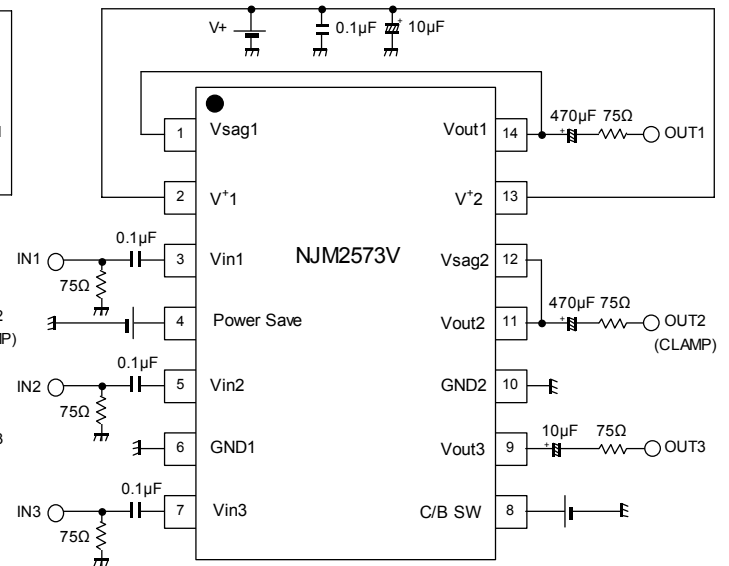 V+
0.1µF
10µF
1
Vsag1
Vout1
14
470µF 75Ω
OUT1
2
V+1
V+2
13
IN1
0.1µF
75Ω
3
Vin1
NJM2573V
Vsag2
12
2
P)
4
Power Save
Vout2
11
470µF 75Ω
OUT2
(CLAMP)
IN2
0.1µF
75Ω
5
Vin2
GND2
10
3
6
GND1
Vout3
9
10µF 75Ω
OUT3
IN3
0.1µF
75Ω
7
Vin3
C/B SW
8